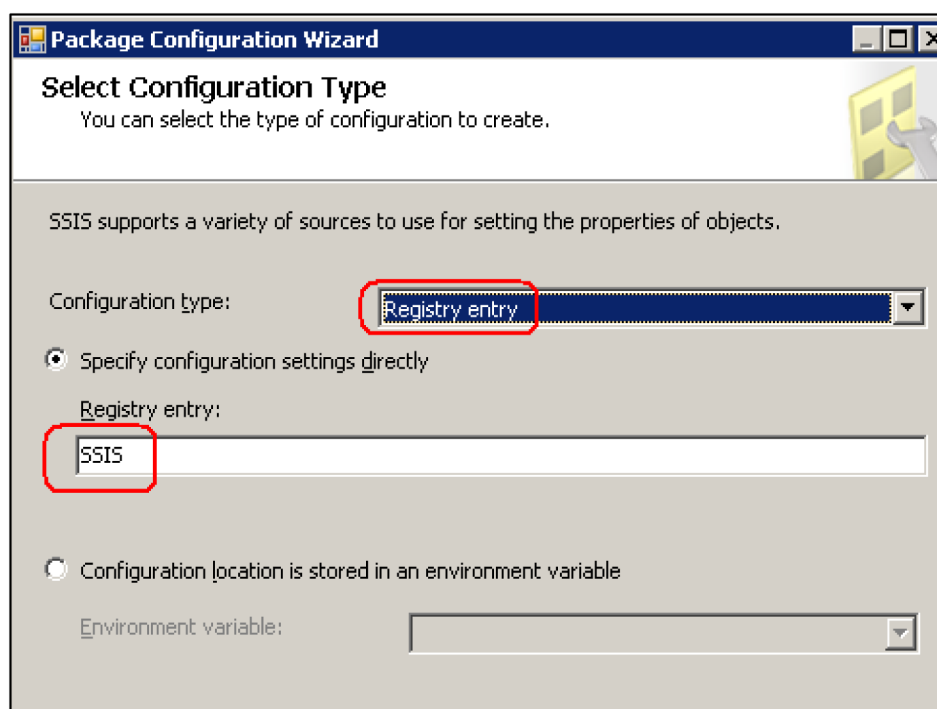 Package Configuration Wizard
Select Configuration Type
You can select the type of configuration to create.
SSIS supports a variety of sources to use for setting the properties of objects.
Configuration type:
Registry entry
Specify configuration settings directly
Registry entry:
SSIS
Configuration location is stored in an environment variable
Environment variable: